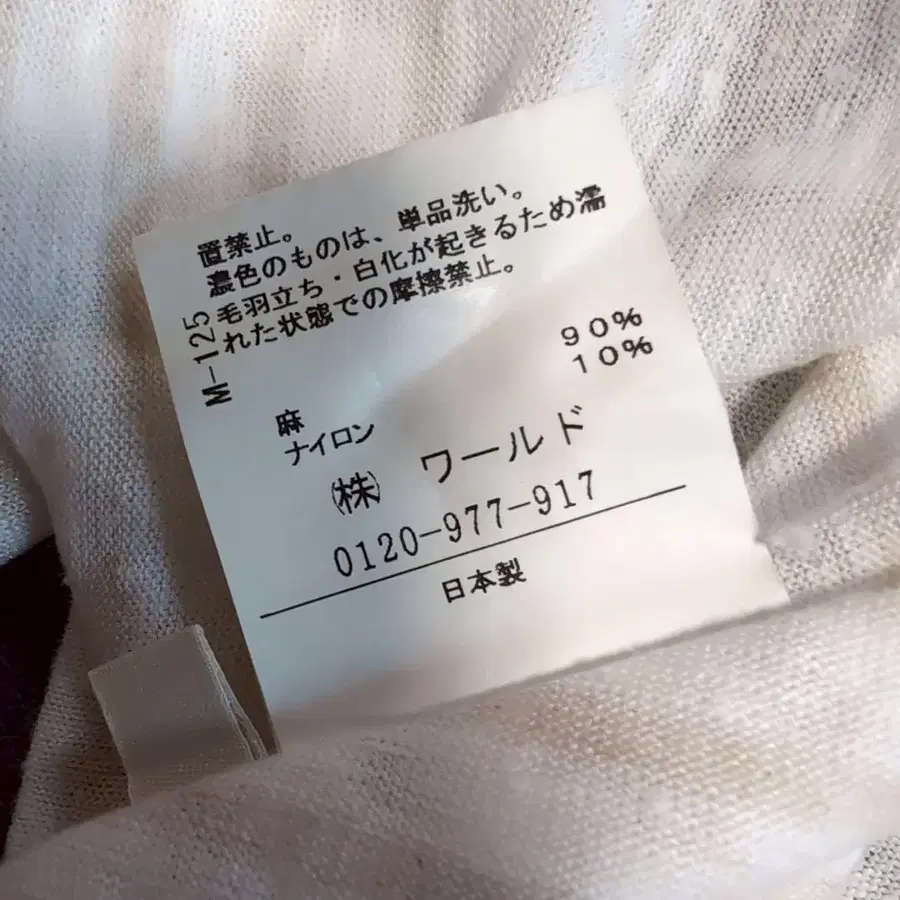 置禁止。
濃色のものは、単品洗い。
毛羽立ち・白化が起きるため濡
れた状態での摩擦禁止。
M-125
90%
10%
麻
ナイロン
㈱ ワールド
0120-977-917
日本製